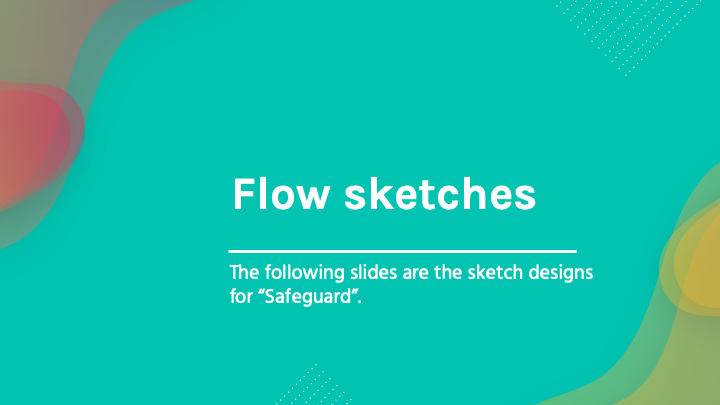 Flow sketches
The following slides are the sketch designs
for “Safeguard”.